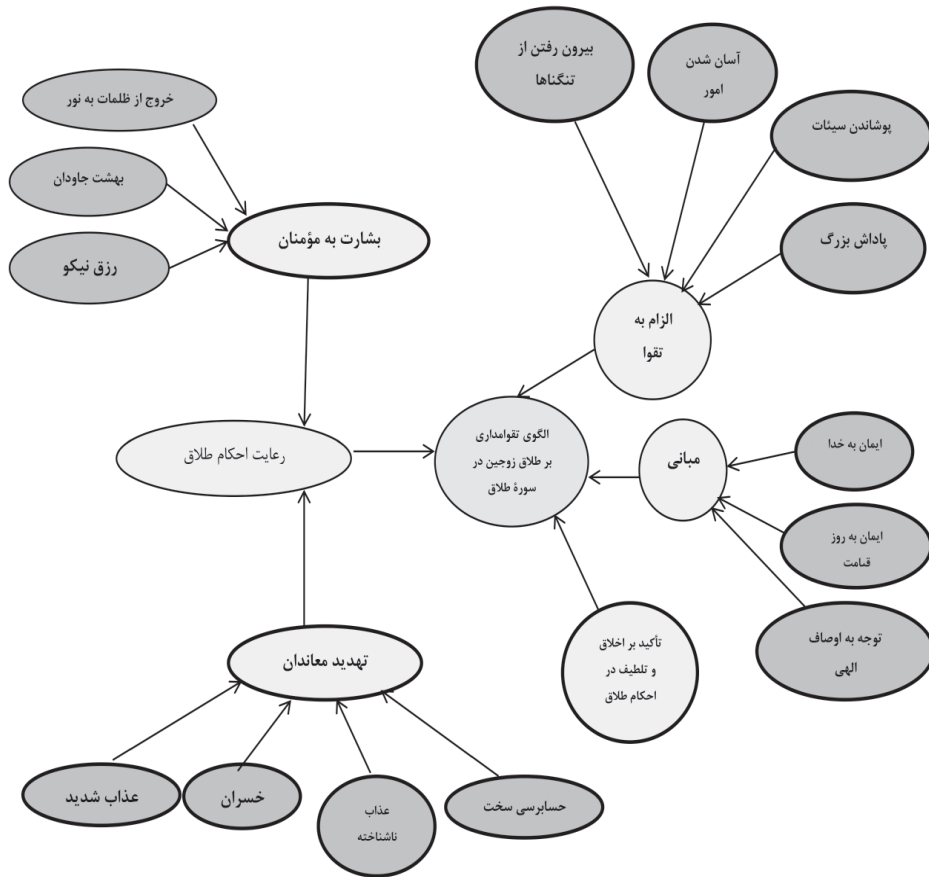 بیرون رفتن از
تنگناها
آسان شدن
امور
پوشاندن سیئات
پاداش بزرگ
الزام به
تقوا
خروج از ظلمات به نور
بهشت جاودان
رزق نیکو
بشارت به مؤمنان
رعایت احکام طلاق
الگوی تقوامداری
بر طلاق زوجین در
سورهٔ طلاق
مبانی
ایمان به خدا
ایمان به روز
قیامت
توجه به اوصاف
الهی
تأکید بر اخلاق
و تلطیف در
احکام طلاق
تهدید معاندان
عذاب شدید
خسران
عذاب
ناشناخته
حسابرسی سخت